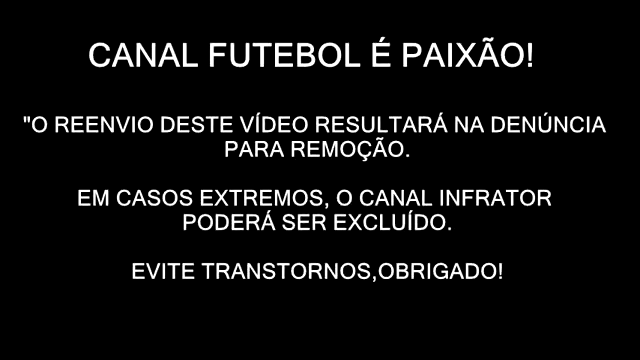 CANAL FUTEBOL É PAIXÃO!
"O REENVIO DESTE VÍDEO RESULTARÁ NA DENÚNCIA
PARA REMOÇÃO.
EM CASOS EXTREMOS, O CANAL INFRATOR
PODERÁ SER EXCLUÍDO.
EVITE TRANSTORNOS,OBRIGADO!